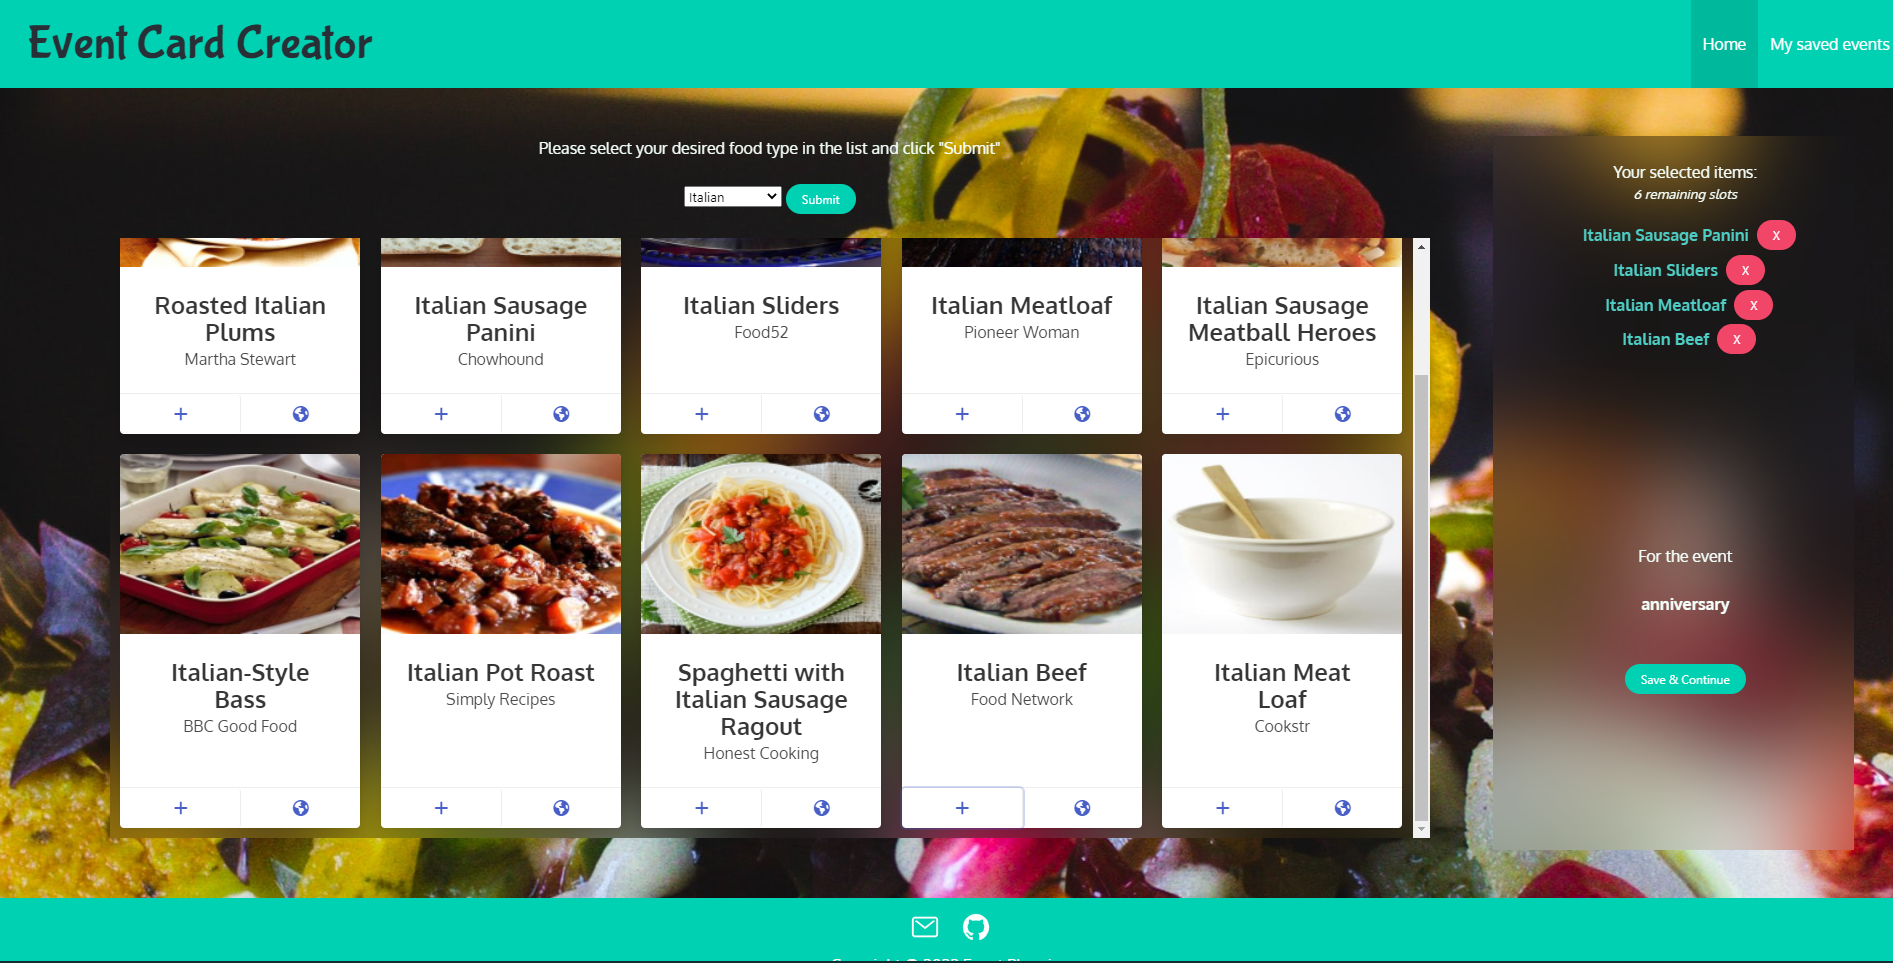 Event Card Creator
Home
My saved events
Please select your desired food type in the list and click "Submit"
Italian
Submit
Roasted Italian
Plums
Martha Stewart
Italian Sausage
Panini
Chowhound
Italian Sliders
Food52
Italian Meatloaf
Pioneer Woman
Italian Sausage
Meatball Heroes
Epicurious
Italian-Style
Bass
BBC Good Food
Italian Pot Roast
Simply Recipes
Spaghetti with
Italian Sausage
Ragout
Honest Cooking
Italian Beef
Food Network
Italian Meat
Loaf
Cookstr
Your selected items:
6 remaining slots
Italian Sausage Panini X
Italian Sliders X
Italian Meatloaf X
Italian Beef X
For the event
anniversary
Save & Continue